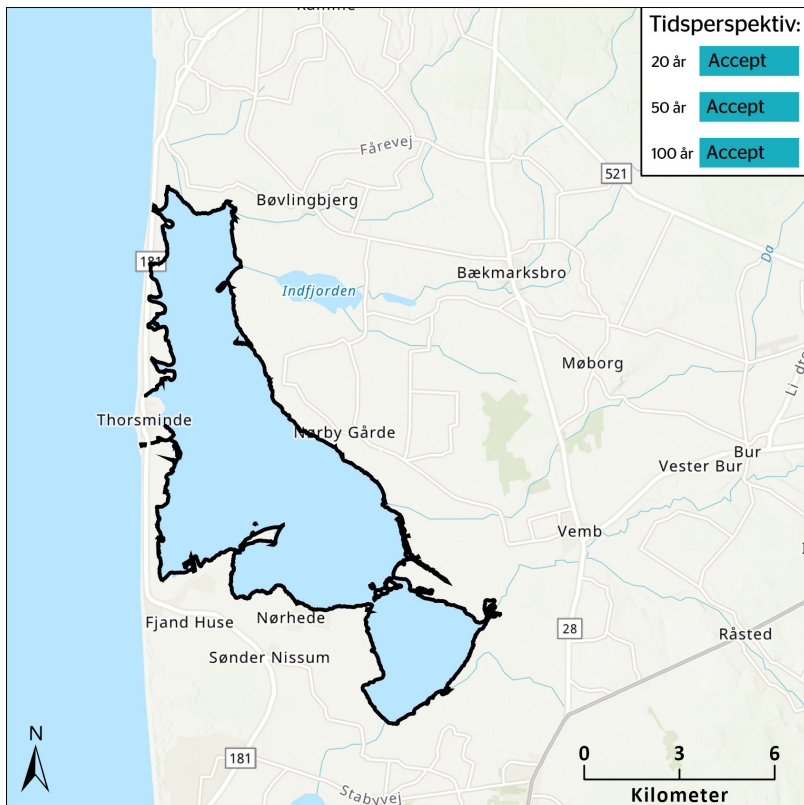 Tidsperspektiv:
20 år Accept
50 år Accept
100 år Accept
Fårevej
521
Bøvlingbjerg
181
Da
Bækmarksbro
Indfjorden
Møborg
Thorsminde
Nørby Gårde
Bur
Vester Bur
Vemb
Fjand Huse
Nørhede
28
Råsted
Sønder Nissum
N
181
0 3 6
Kilometer
Stabyvej